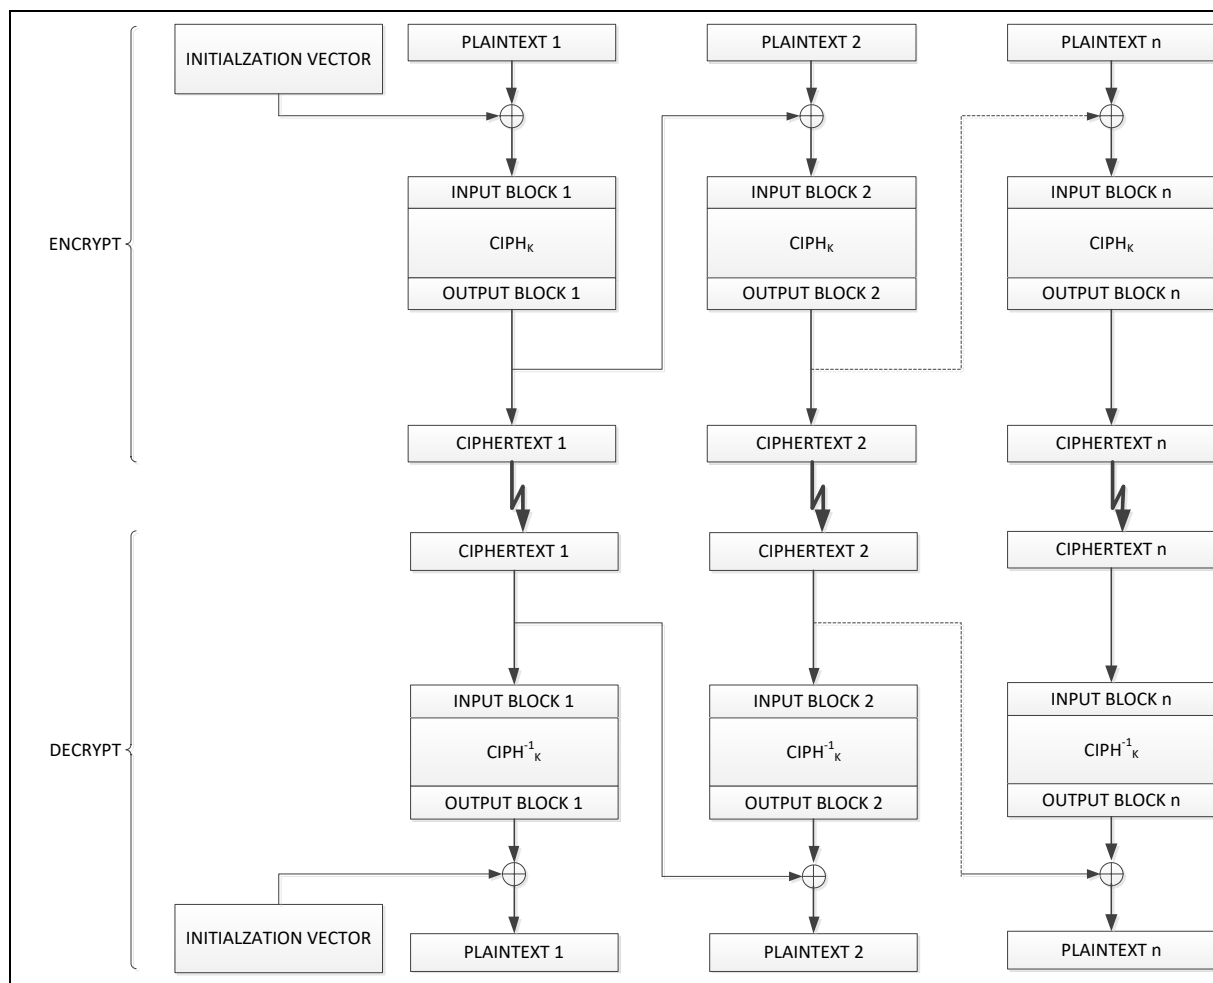 INITIALZATION VECTOR
PLAINTEXT 1
PLAINTEXT 2
PLAINTEXT n
INPUT BLOCK 1
INPUT BLOCK 2
INPUT BLOCK n
ENCRYPT
CIPHK
CIPHK
CIPHK
OUTPUT BLOCK 1
OUTPUT BLOCK 2
OUTPUT BLOCK n
CIPHERTEXT 1
CIPHERTEXT 2
CIPHERTEXT n
CIPHERTEXT 1
CIPHERTEXT 2
CIPHERTEXT n
INPUT BLOCK 1
INPUT BLOCK 2
INPUT BLOCK n
DECRYPT
CIPH-1K
CIPH-1K
CIPH-1K
OUTPUT BLOCK 1
OUTPUT BLOCK 2
OUTPUT BLOCK n
INITIALZATION VECTOR
PLAINTEXT 1
PLAINTEXT 2
PLAINTEXT n